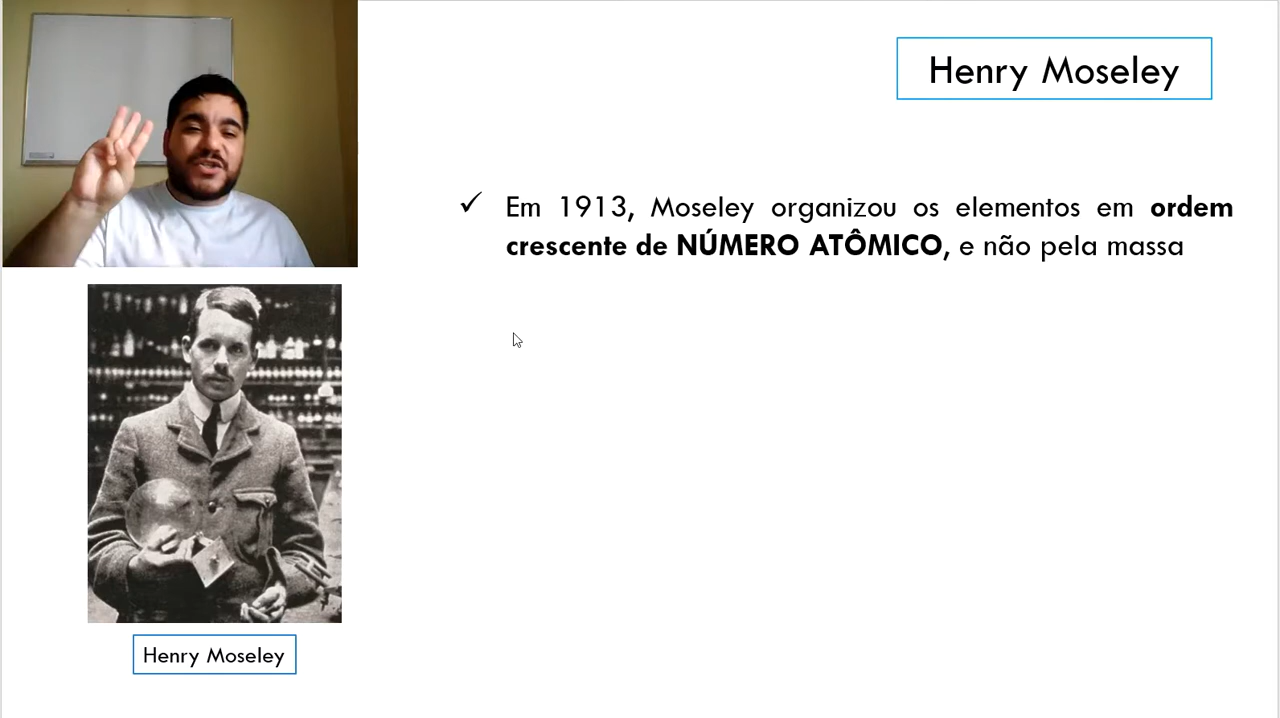 Henry Moseley
✓ Em 1913, Moseley organizou os elementos em ordem
crescente de NÚMERO ATÔMICO, e não pela massa
Henry Moseley